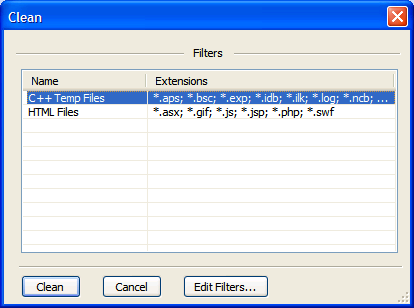 Clean
Filters
Name Extensions
C++ Temp Files *.aps; *.bsc; *.exp; *.idb; *.ilk; *.log; *.ncb; ...
HTML Files *.asx; *.gif; *.js; *.jsp; *.php; *.swf
Clean Cancel Edit Filters...